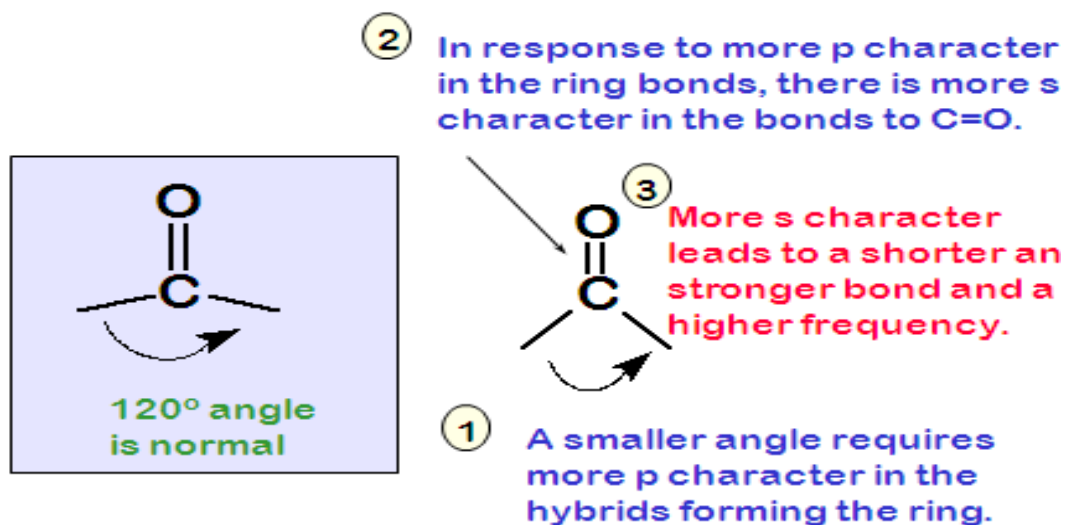 2 In response to more p character
in the ring bonds, there is more s
character in the bonds to C=O.
O
C
120º angle
is normal
O
C
3 More s character
leads to a shorter an
stronger bond and a
higher frequency.
1 A smaller angle requires
more p character in the
hybrids forming the ring.